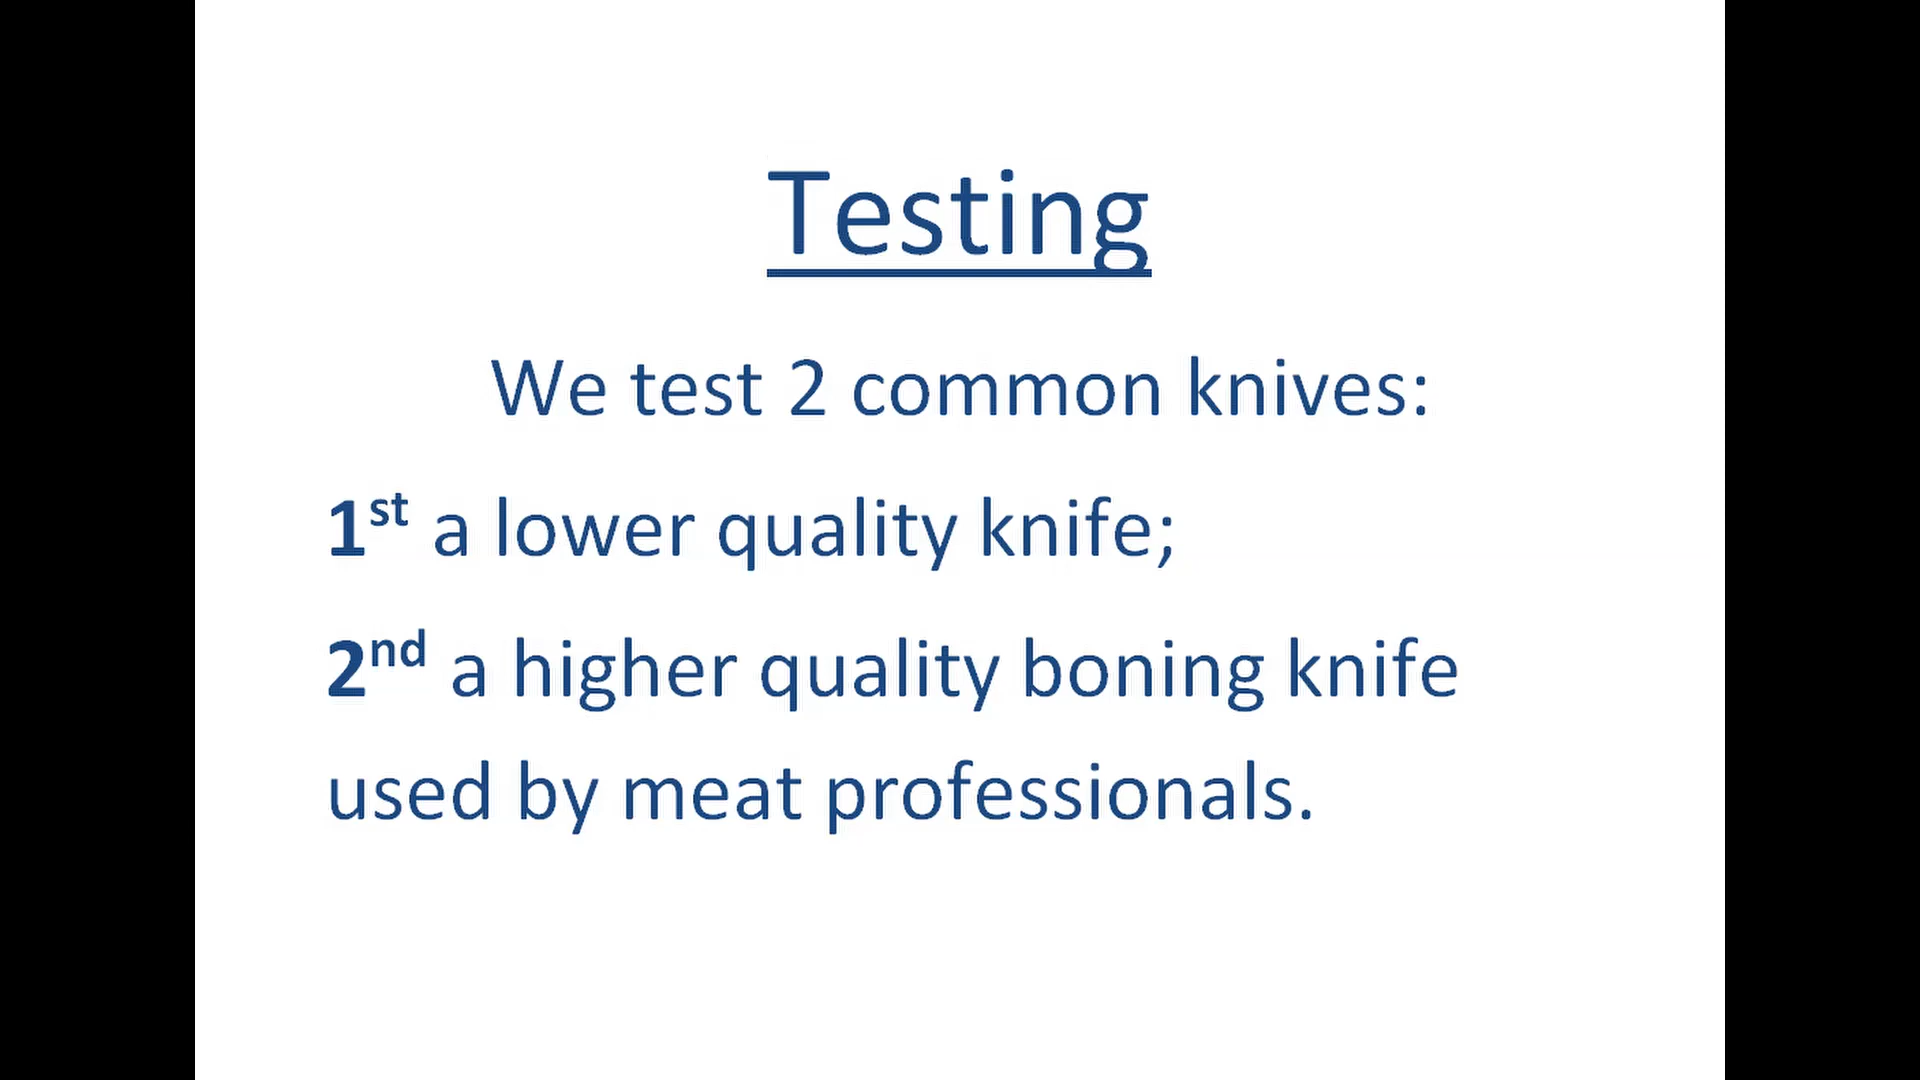 Testing
We test 2 common knives:
1st a lower quality knife;
2nd a higher quality boning knife
used by meat professionals.